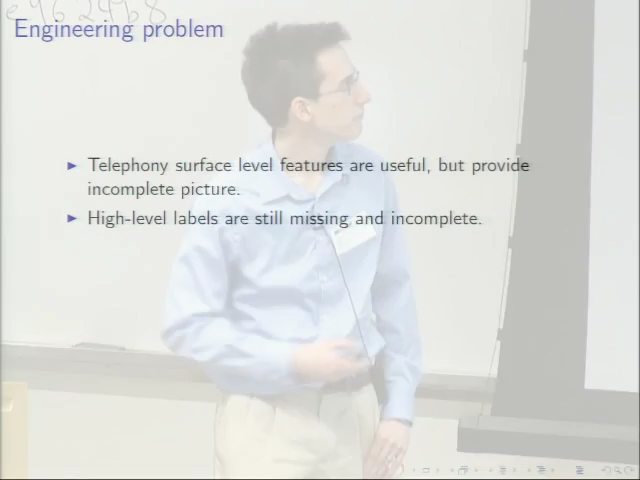 Engineering problem
▶ Telephony surface level features are useful, but provide
incomplete picture.
▶ High-level labels are still missing and incomplete.